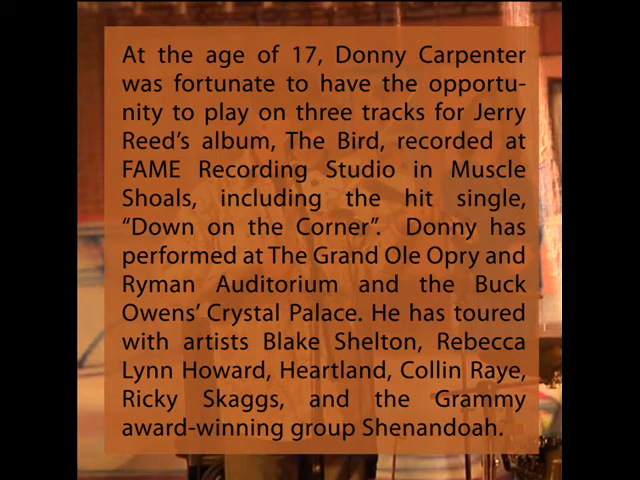 At the age of 17, Donny Carpenter
was fortunate to have the opportu-
nity to play on three tracks for Jerry
Reed’s album, The Bird, recorded at
FAME Recording Studio in Muscle
Shoals, including the hit single,
“Down on the Corner”. Donny has
performed at The Grand Ole Opry and
Ryman Auditorium and the Buck
Owens’ Crystal Palace. He has toured
with artists Blake Shelton, Rebecca
Lynn Howard, Heartland, Collin Raye,
Ricky Skaggs, and the Grammy
award-winning group Shenandoah.